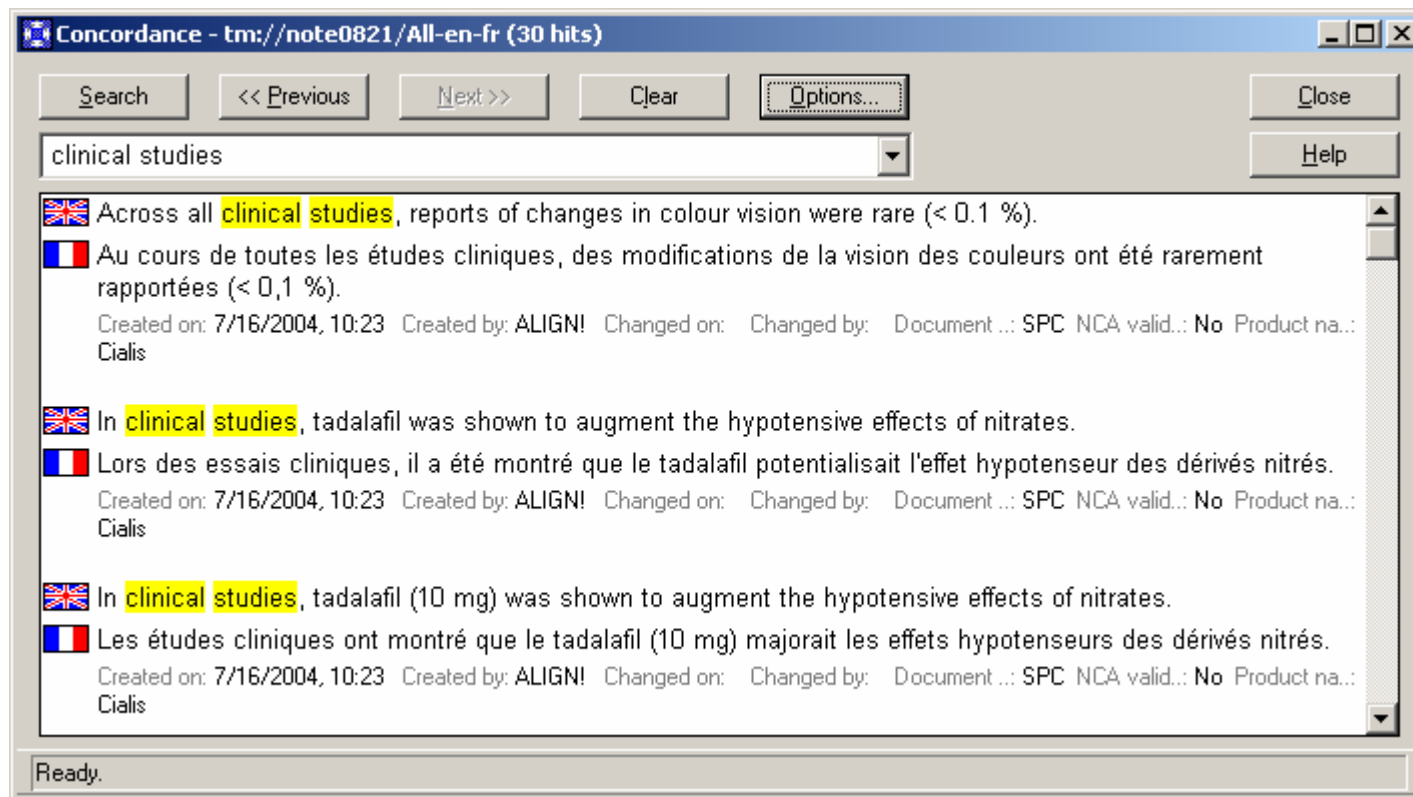 Concordance - tm://note0821/All-en-fr (30 hits)
Search << Previous Next >> Clear Options... Close
clinical studies Help
Across all clinical studies, reports of changes in colour vision were rare (< 0.1 %).
Au cours de toutes les études cliniques, des modifications de la vision des couleurs ont été rarement
rapportées (< 0,1 %).
Created on: 7/16/2004, 10:23 Created by: ALIGN! Changed on: Changed by: Document ..: SPC NCA valid..: No Product na..:
Cialis
In clinical studies, tadalafil was shown to augment the hypotensive effects of nitrates.
Lors des essais cliniques, il a été montré que le tadalafil potentialisait l'effet hypotenseur des dérivés nitrés.
Created on: 7/16/2004, 10:23 Created by: ALIGN! Changed on: Changed by: Document ..: SPC NCA valid..: No Product na..:
Cialis
In clinical studies, tadalafil (10 mg) was shown to augment the hypotensive effects of nitrates.
Les études cliniques ont montré que le tadalafil (10 mg) majorait les effets hypotenseurs des dérivés nitrés.
Created on: 7/16/2004, 10:23 Created by: ALIGN! Changed on: Changed by: Document ..: SPC NCA valid..: No Product na..:
Cialis
Ready.